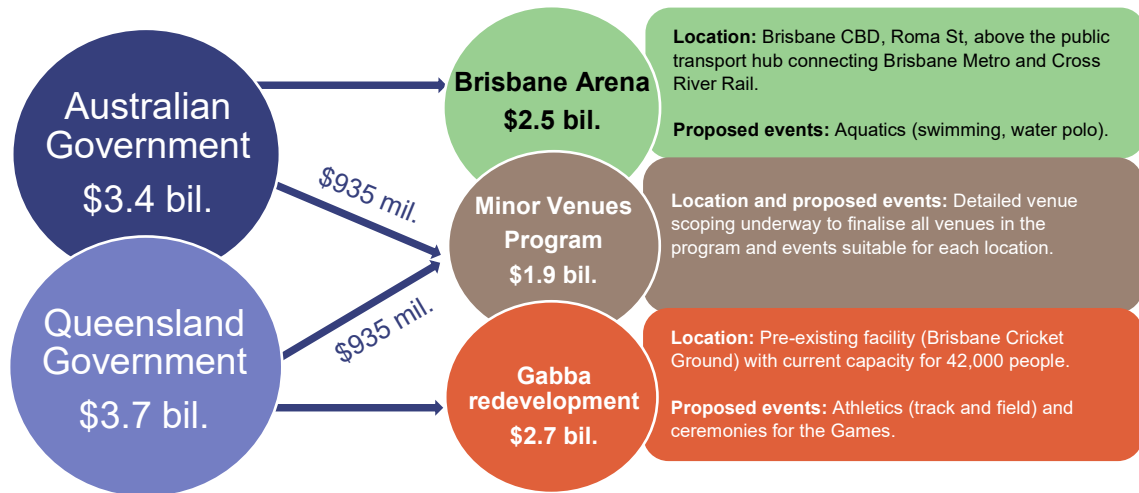 Australian
Government
$3.4 bil.
Queensland
Government
$3.7 bil.
$935 mil.
$935 mil.
Brisbane Arena
$2.5 bil.
Minor Venues
Program
$1.9 bil.
Gabba
redevelopment
$2.7 bil.
Location: Brisbane CBD, Roma St, above the public
transport hub connecting Brisbane Metro and Cross
River Rail.
Proposed events: Aquatics (swimming, water polo).
Location and proposed events: Detailed venue
scoping underway to finalise all venues in the
program and events suitable for each location.
Location: Pre-existing facility (Brisbane Cricket
Ground) with current capacity for 42,000 people.
Proposed events: Athletics (track and field) and
ceremonies for the Games.